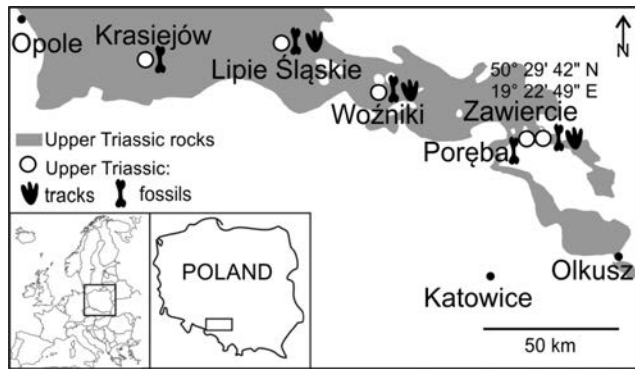 Opole
Krasiejów
Lipie Śląskie
N
Woźniki
50° 29' 42" N
19° 22' 49" E
Zawiercie
Poręba
Upper Triassic rocks
Upper Triassic:
tracks
fossils
POLAND
Katowice
Olkusz
50 km